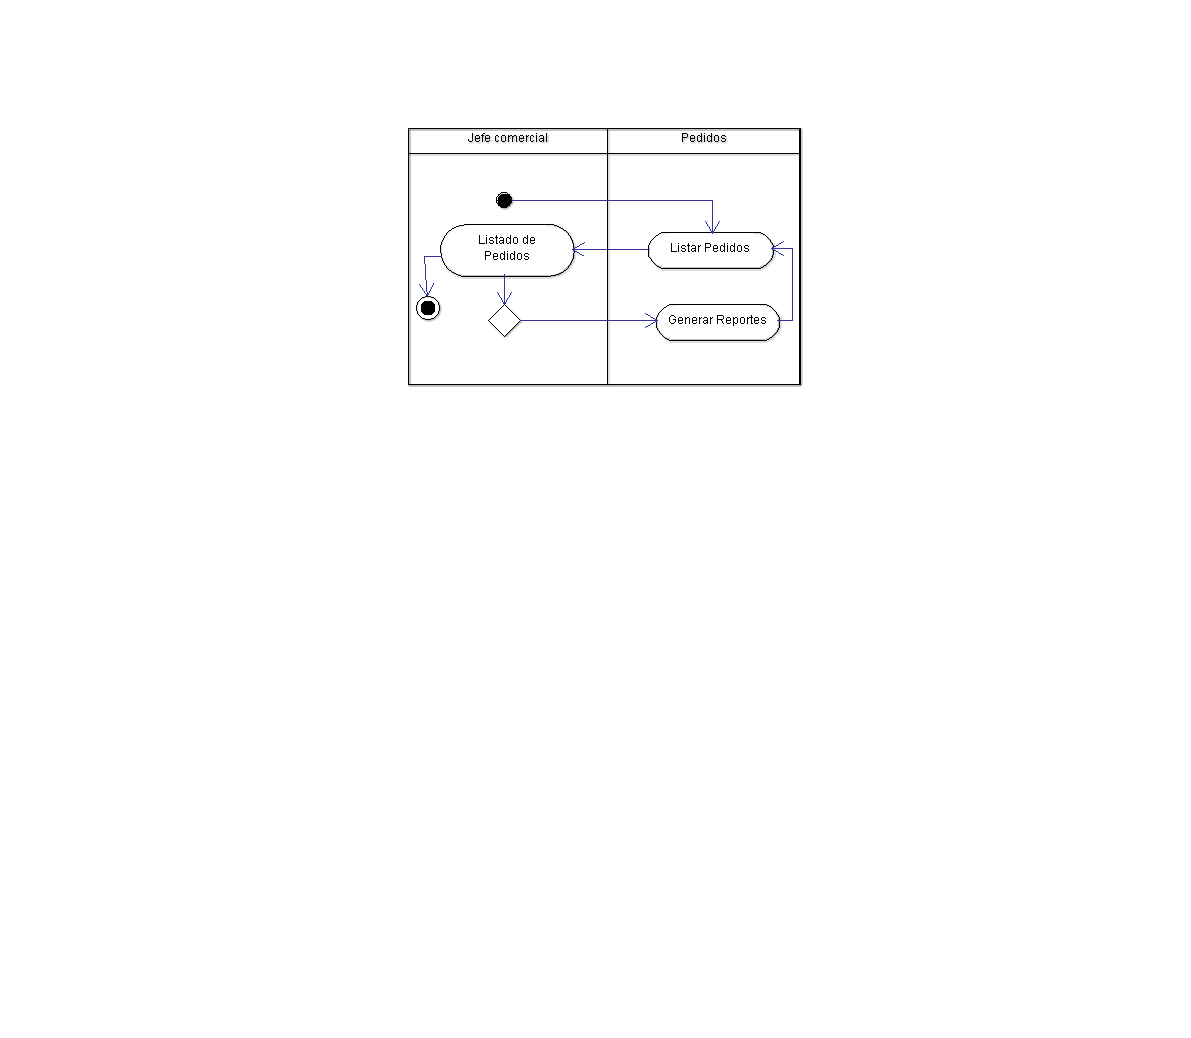 Jefe comercial
Pedidos
Listado de
Pedidos
Listar Pedidos
Generar Reportes